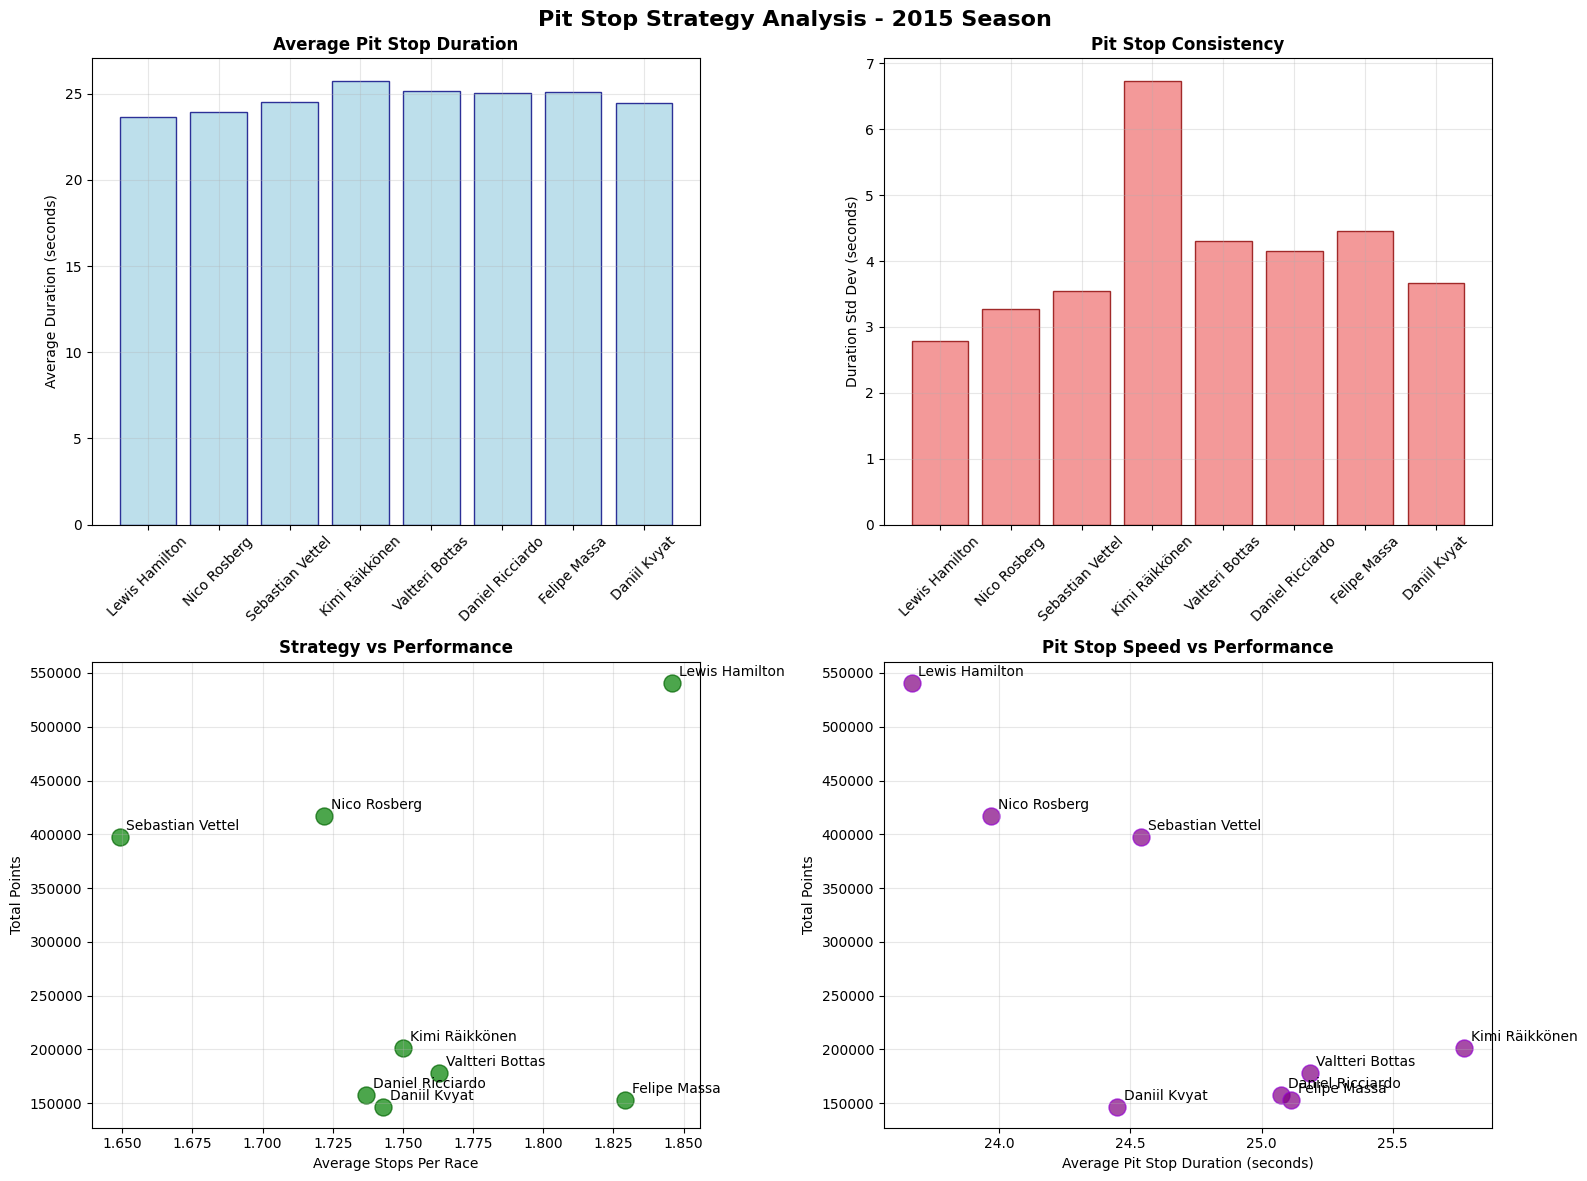 Pit Stop Strategy Analysis - 2015 Season
Average Pit Stop Duration
Average Duration (seconds)
25
20
15
10
5
0
Lewis Hamilton
Nico Rosberg
Sebastian Vettel
Kimi Räikkönen
Valtteri Bottas
Daniel Ricciardo
Felipe Massa
Daniil Kvyat
Pit Stop Consistency
Duration Std Dev (seconds)
7
6
5
4
3
2
1
0
Lewis Hamilton
Nico Rosberg
Sebastian Vettel
Kimi Räikkönen
Valtteri Bottas
Daniel Ricciardo
Felipe Massa
Daniil Kvyat
Strategy vs Performance
Total Points
550000
500000
450000
400000
350000
300000
250000
200000
150000
Lewis Hamilton
Nico Rosberg
Sebastian Vettel
Kimi Räikkönen
Valtteri Bottas
Daniel Ricciardo
Felipe Massa
Daniil Kvyat
1.650
1.675
1.700
1.725
1.750
1.775
1.800
1.825
1.850
Average Stops Per Race
Pit Stop Speed vs Performance
Total Points
550000
500000
450000
400000
350000
300000
250000
200000
150000
Lewis Hamilton
Nico Rosberg
Sebastian Vettel
Kimi Räikkönen
Valtteri Bottas
Daniel Ricciardo
Felipe Massa
Daniil Kvyat
24.0
24.5
25.0
25.5
Average Pit Stop Duration (seconds)